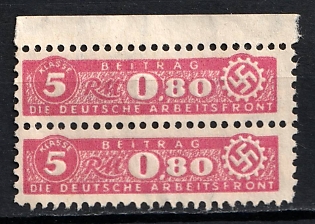 KLASSE
5
BEITRAG
RM 0,80
DIE DEUTSCHE ARBEITSFRONT
KLASSE
5
BEITRAG
RM 0,80
DIE DEUTSCHE ARBEITSFRONT